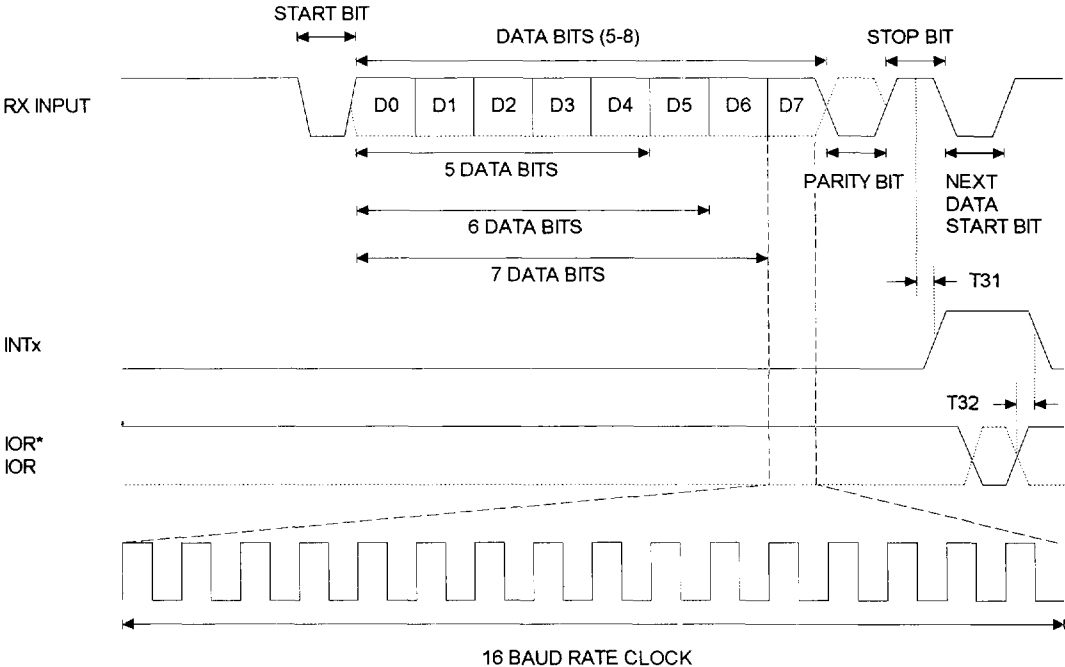 START BIT
DATA BITS (5-8)
STOP BIT
RX INPUT
D0 D1 D2 D3 D4 D5 D6 D7
5 DATA BITS
PARITY BIT
NEXT
DATA
START BIT
6 DATA BITS
7 DATA BITS
T31
INTx
T32
IOR*
IOR
16 BAUD RATE CLOCK